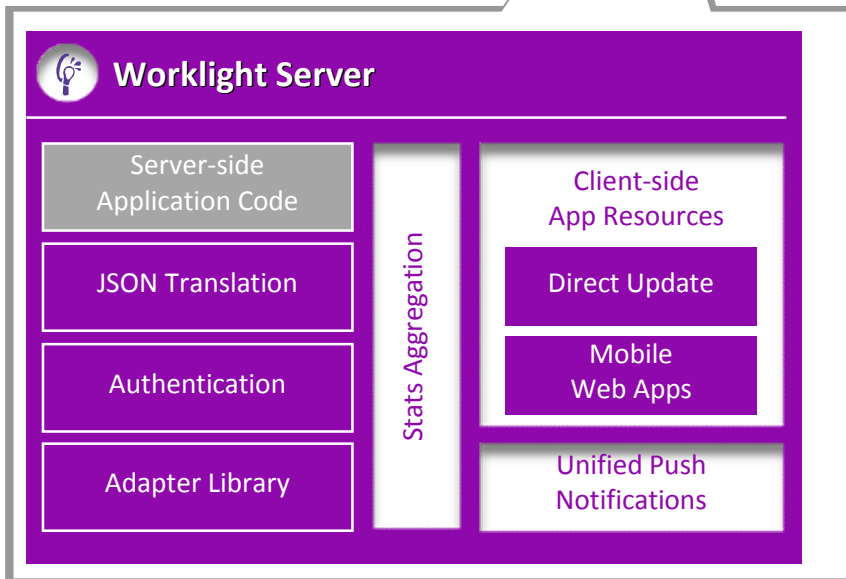 Worklight Server
Server-side
Application Code
JSON Translation
Authentication
Adapter Library
Stats Aggregation
Client-side
App Resources
Direct Update
Mobile
Web Apps
Unified Push
Notifications